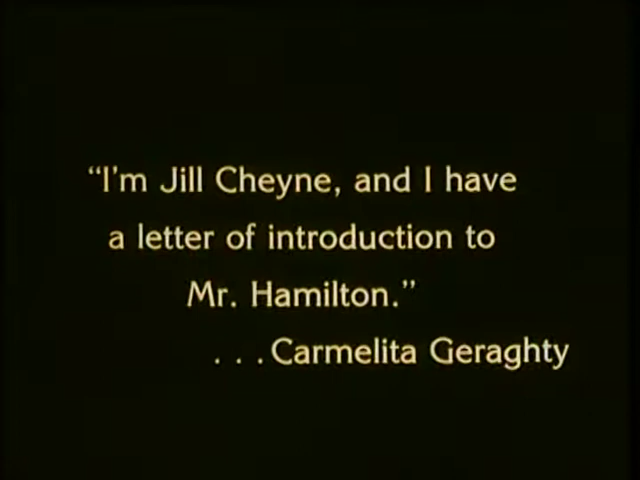 “I’m Jill Cheyne, and I have
a letter of introduction to
Mr. Hamilton.”
. . . Carmelita Geraghty